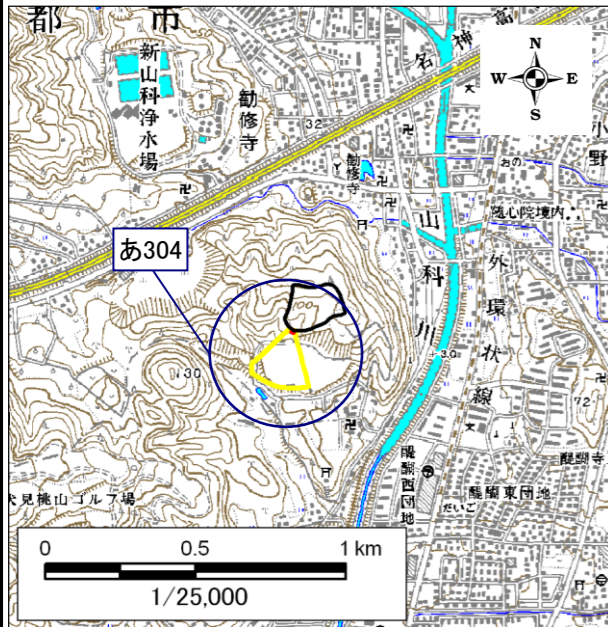 都市
名神高
N
W E
S
新山科浄水場
勧修寺
32
勧修寺
小野
おの
随心院境内
山科川
外環状線
あ304
130
72
醍醐西団地
醍醐寺
醍醐東団地
だいご
伏見桃山ゴルフ場
0 0.5 1 km
1/25,000